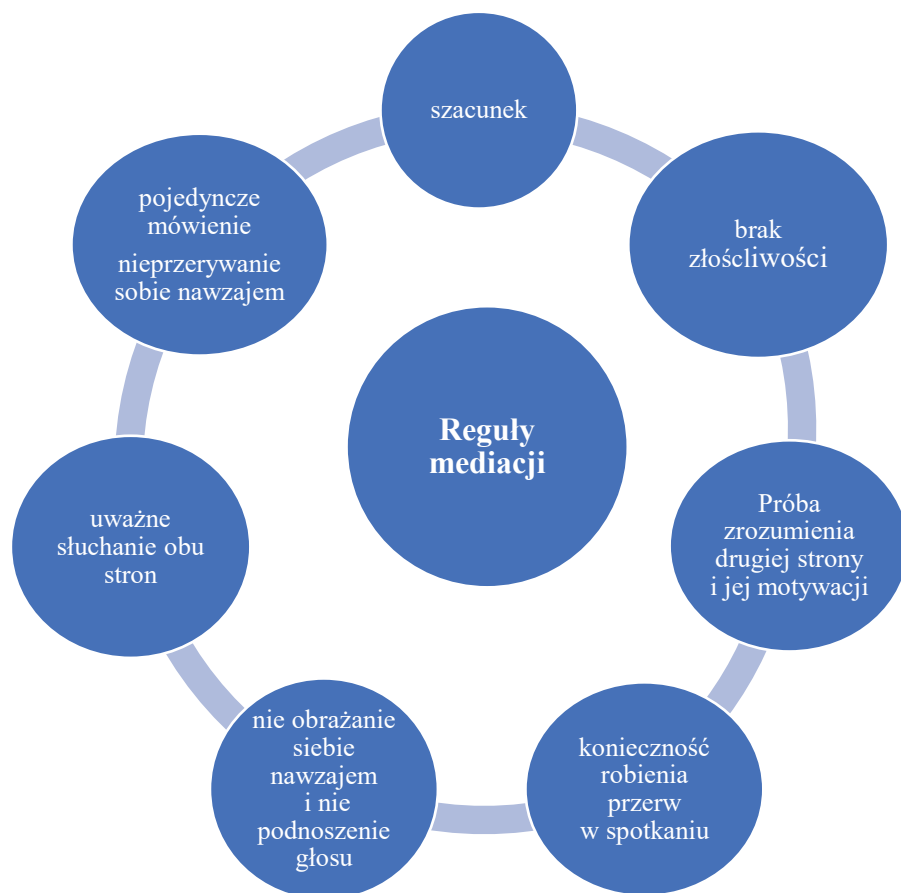 szacunek
brak
złośliwości
Próba
zrozumienia
drugiej strony
i jej motywacji
konieczność
robienia
przerw
w spotkaniu
nie obrażanie
siebie
nawzajem
i nie
podnoszenie
głosu
uważne
słuchanie obu
stron
pojedyncze
mówienie
nieprzerywanie
sobie nawzajem
Reguły
mediacji